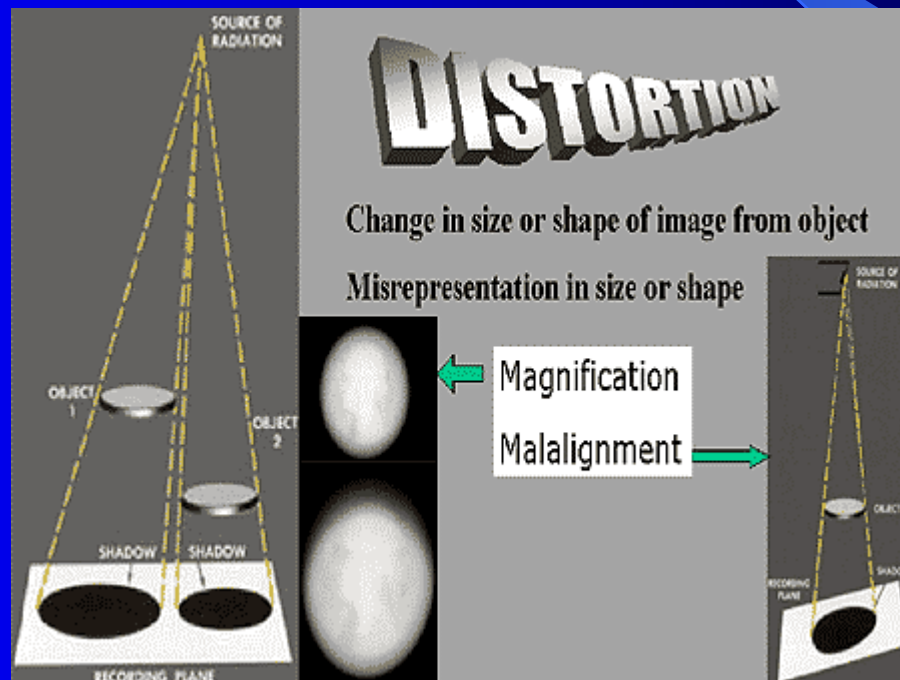 SOURCE OF
RADIATION
DISTORTION
Change in size or shape of image from object
Misrepresentation in size or shape
SOURCE OF
RADIATION
Magnification
Malalignment
OBJECT
1
OBJECT
2
SHADOW
SHADOW
RECORDING PLANE
RECORDING
PLANE